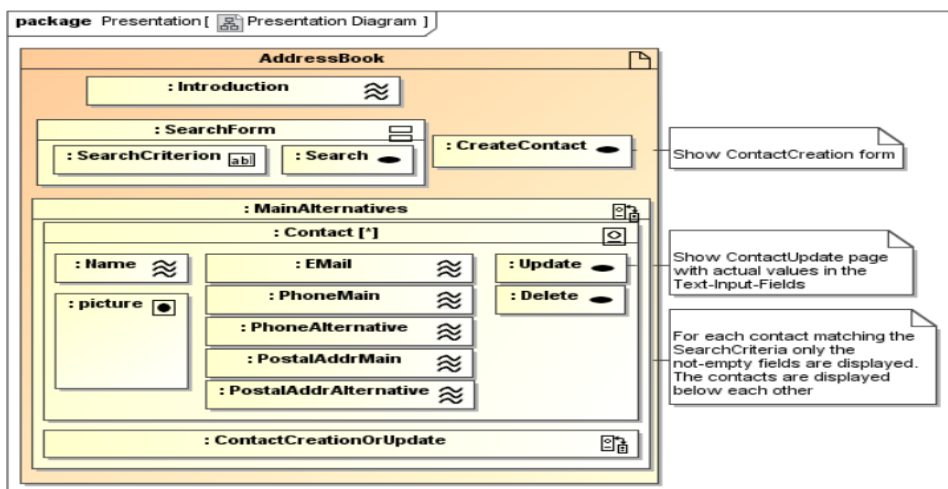 package Presentation [ Presentation Diagram ]
AddressBook
: Introduction
: SearchForm
: SearchCriterion ab
: Search
: CreateContact
Show ContactCreation form
: MainAlternatives
: Contact [*]
: Name
: EMail
: Update
Show ContactUpdate page
with actual values in the
Text-Input-Fields
: picture
: PhoneMain
: Delete
: PhoneAlternative
: PostalAddrMain
: PostalAddrAlternative
For each contact matching the
SearchCriteria only the
not-empty fields are displayed.
The contacts are displayed
below each other
: ContactCreationOrUpdate